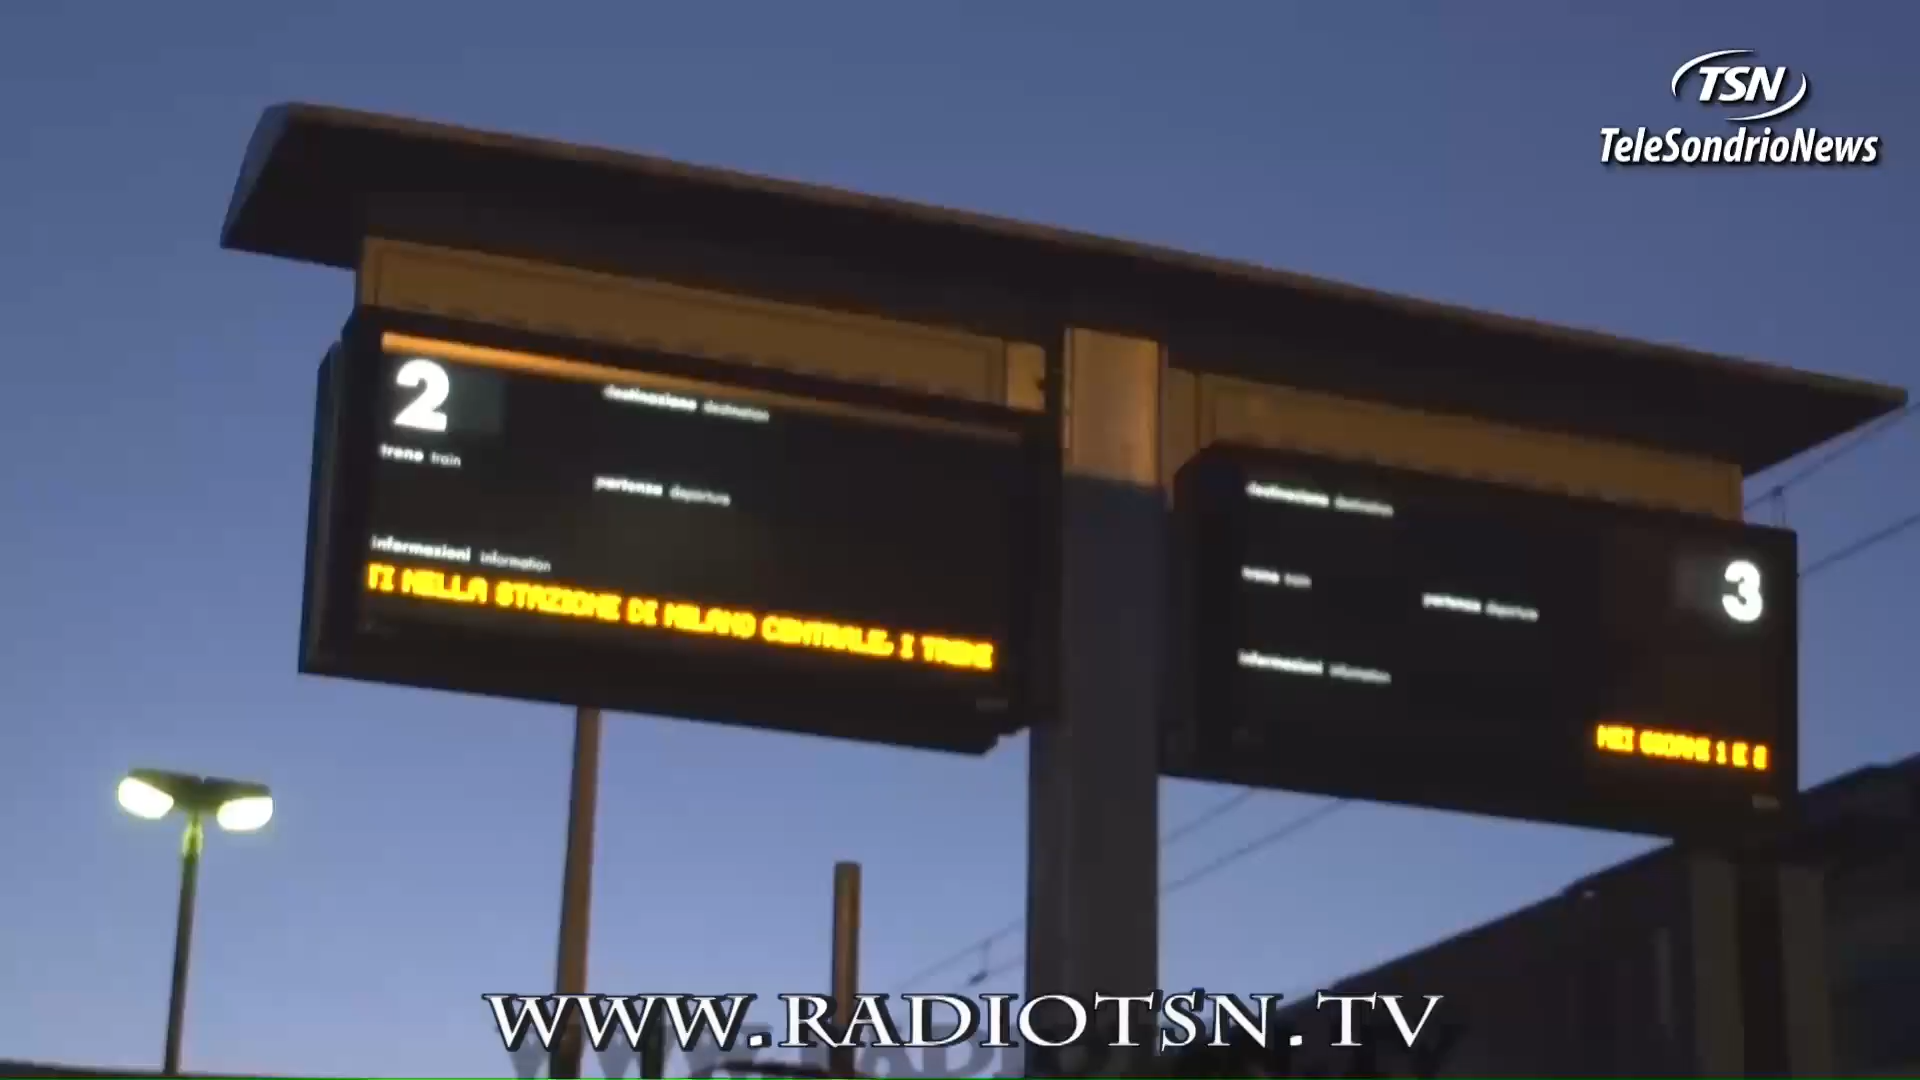 TSN
TeleSondrioNews
2
destinazione destination
treno train
partenza departure
informazioni information
TI NELLA STAZIONE DI MILANO CENTRALE, I TRENI
destinazione destination
3
treno train
partenza departure
informazioni information
NEI GIORNI 1 E 2
WWW.RADIOTSN.TV